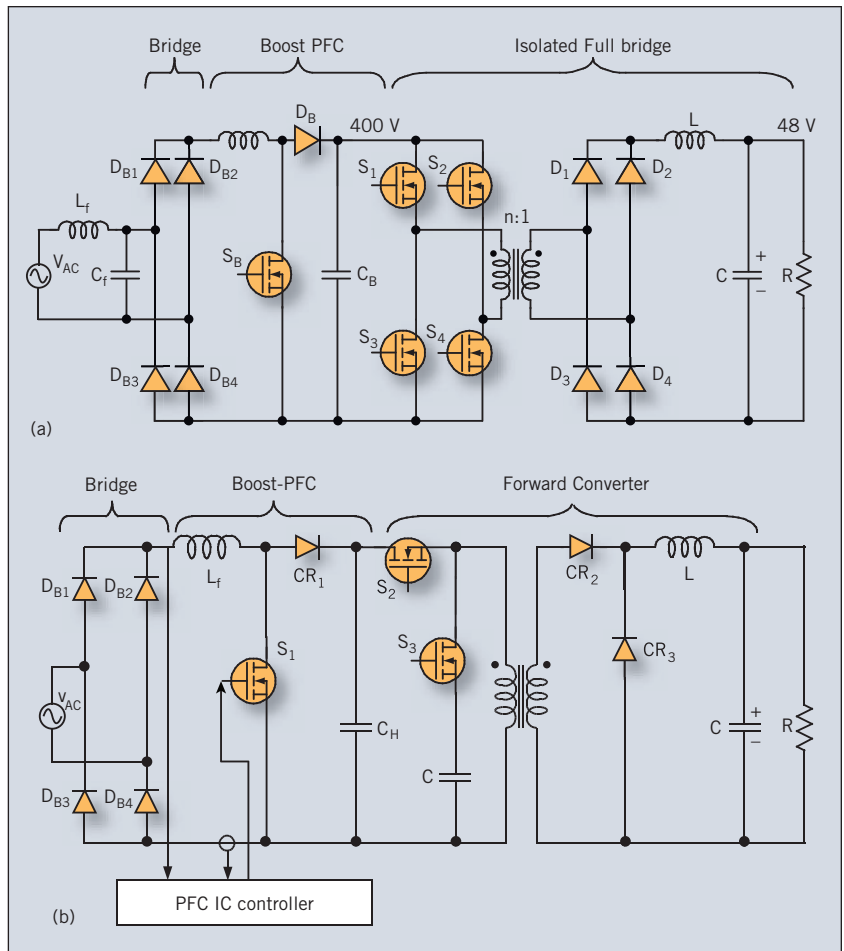 Bridge Boost PFC Isolated Full bridge
D_B 400 V L 48 V
D_B1 D_B2 S_1 S_2 D_1 D_2
L_f n:1
V_AC C_f S_B C_B C + R
−
S_3 S_4
D_B3 D_B4 D_3 D_4
(a)
Bridge Boost-PFC Forward Converter
L_f CR_1 S_2 CR_2 L
D_B1 D_B2
S_1 S_3 CR_3
v_AC
C_H C C + R
−
D_B3 D_B4
PFC IC controller
(b)